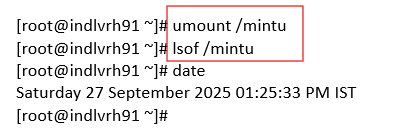 [root@indlvrh91 ~]# umount /mintu
[root@indlvrh91 ~]# lsof /mintu
[root@indlvrh91 ~]# date
Saturday 27 September 2025 01:25:33 PM IST
[root@indlvrh91 ~]#